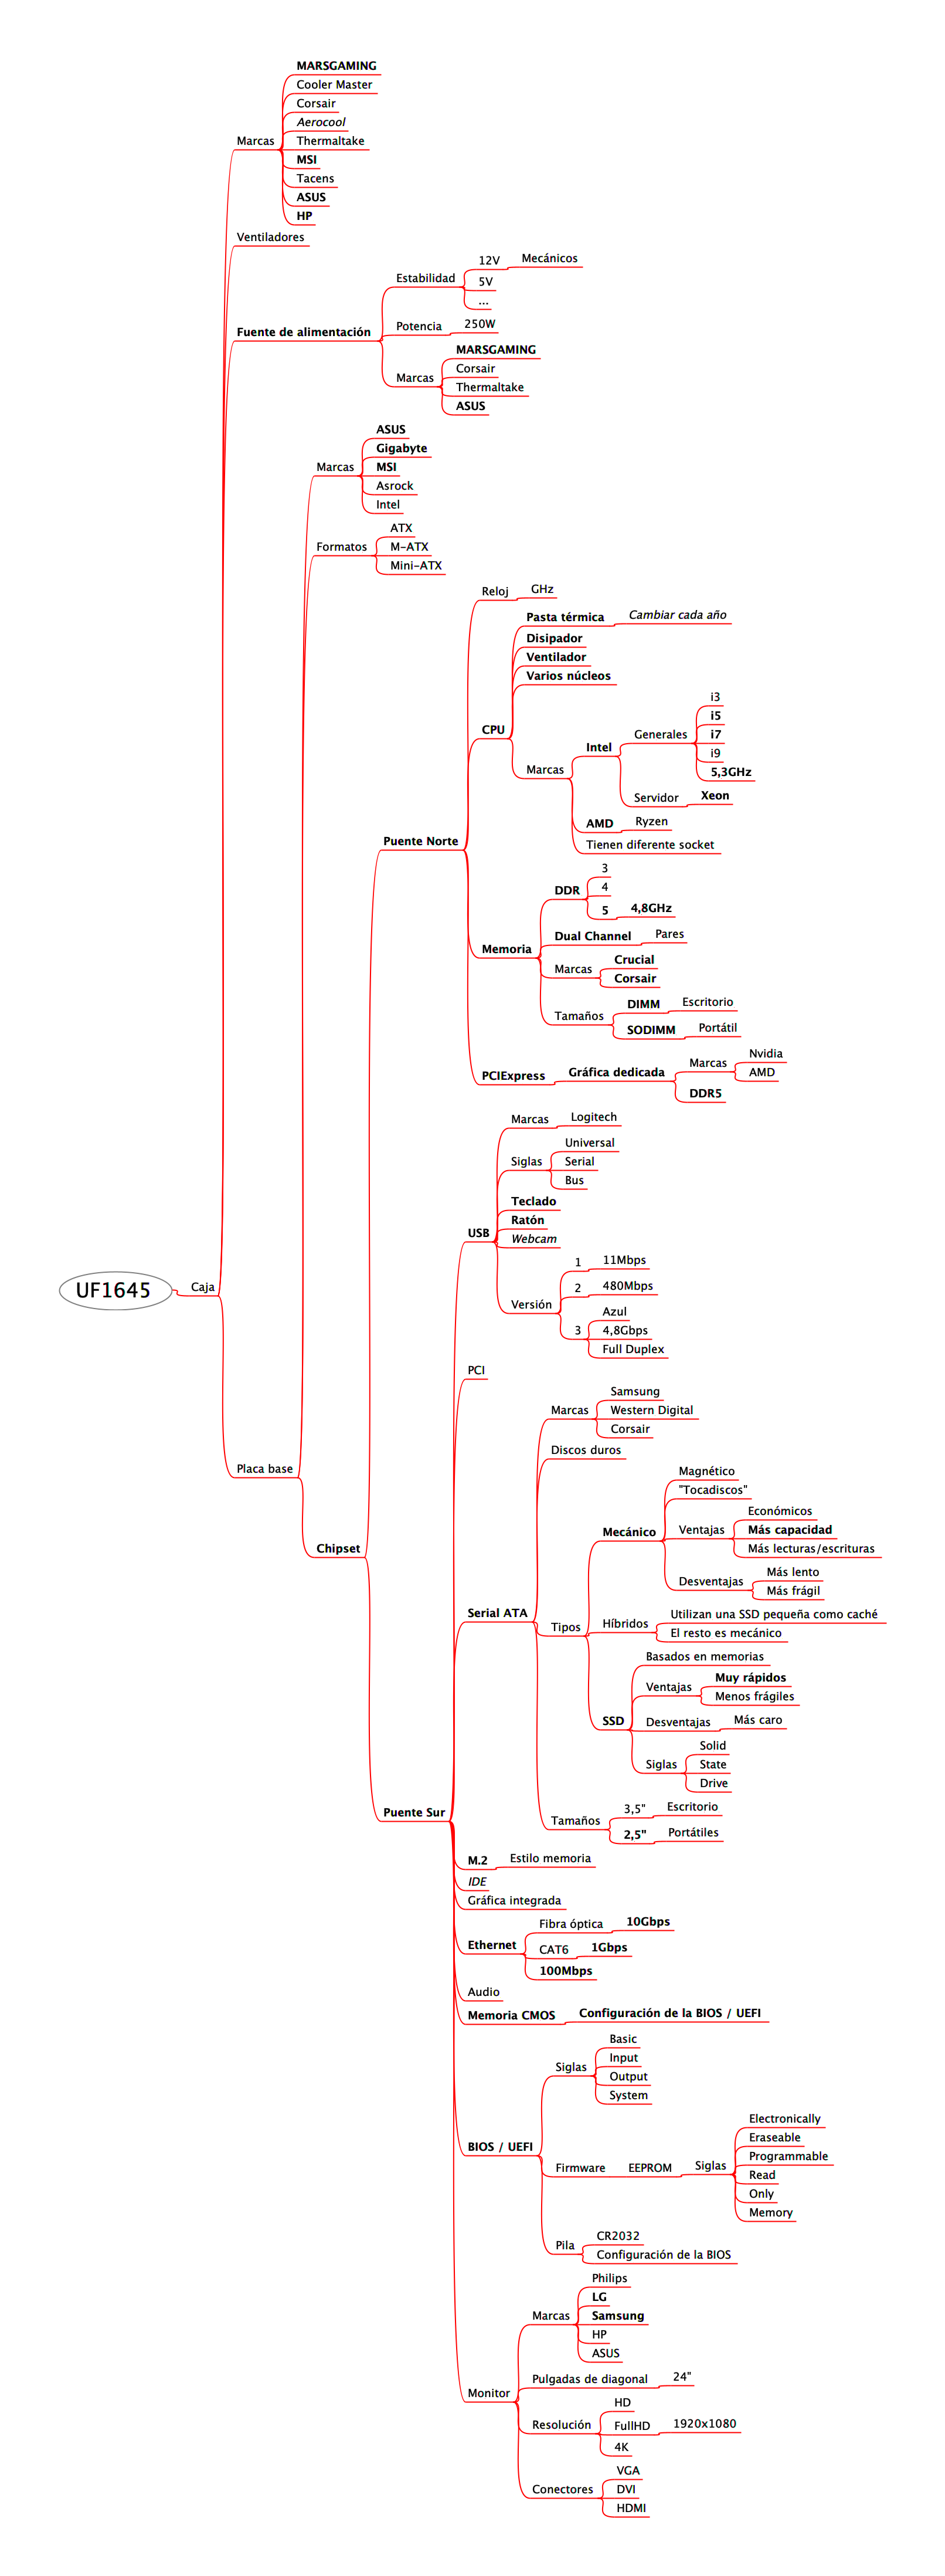 MARSGAMING
Cooler Master
Corsair
Aerocool
Marcas
Thermaltake
MSI
Tacens
ASUS
HP
Ventiladores
12V
Mecánicos
Estabilidad
5V
...
Fuente de alimentación
Potencia
250W
MARSGAMING
Corsair
Marcas
Thermaltake
ASUS
ASUS
Gigabyte
Marcas
MSI
Asrock
Intel
ATX
Formatos
M-ATX
Mini-ATX
Reloj
GHz
Pasta térmica
Cambiar cada año
Disipador
Ventilador
Varios núcleos
CPU
i3
i5
Generales
i7
Intel
i9
5,3GHz
Marcas
Servidor
Xeon
AMD
Ryzen
Tienen diferente socket
Puente Norte
3
DDR
4
5
4,8GHz
Dual Channel
Pares
Memoria
Marcas
Crucial
Corsair
Tamaños
DIMM
Escritorio
SODIMM
Portátil
PCIExpress
Gráfica dedicada
Marcas
Nvidia
AMD
DDR5
Marcas
Logitech
Universal
Siglas
Serial
Bus
Teclado
Ratón
USB
Webcam
1
11Mbps
2
480Mbps
Versión
Azul
3
4,8Gbps
Full Duplex
UF1645
Caja
PCI
Samsung
Marcas
Western Digital
Corsair
Discos duros
Placa base
Magnético
"Tocadiscos"
Mecánico
Económicos
Ventajas
Más capacidad
Más lecturas/escrituras
Chipset
Desventajas
Más lento
Más frágil
Serial ATA
Tipos
Híbridos
Utilizan una SSD pequeña como caché
El resto es mecánico
Basados en memorias
Ventajas
Muy rápidos
Menos frágiles
SSD
Desventajas
Más caro
Solid
Siglas
State
Drive
Puente Sur
Tamaños
3,5"
Escritorio
2,5"
Portátiles
M.2
Estilo memoria
IDE
Gráfica integrada
Ethernet
Fibra óptica
10Gbps
CAT6
1Gbps
100Mbps
Audio
Memoria CMOS
Configuración de la BIOS / UEFI
Basic
Siglas
Input
Output
System
BIOS / UEFI
Firmware
EEPROM
Siglas
Electronically
Eraseable
Programmable
Read
Only
Memory
Pila
CR2032
Configuración de la BIOS
Philips
LG
Marcas
Samsung
HP
ASUS
Pulgadas de diagonal
24"
Monitor
HD
Resolución
FullHD
1920x1080
4K
VGA
Conectores
DVI
HDMI